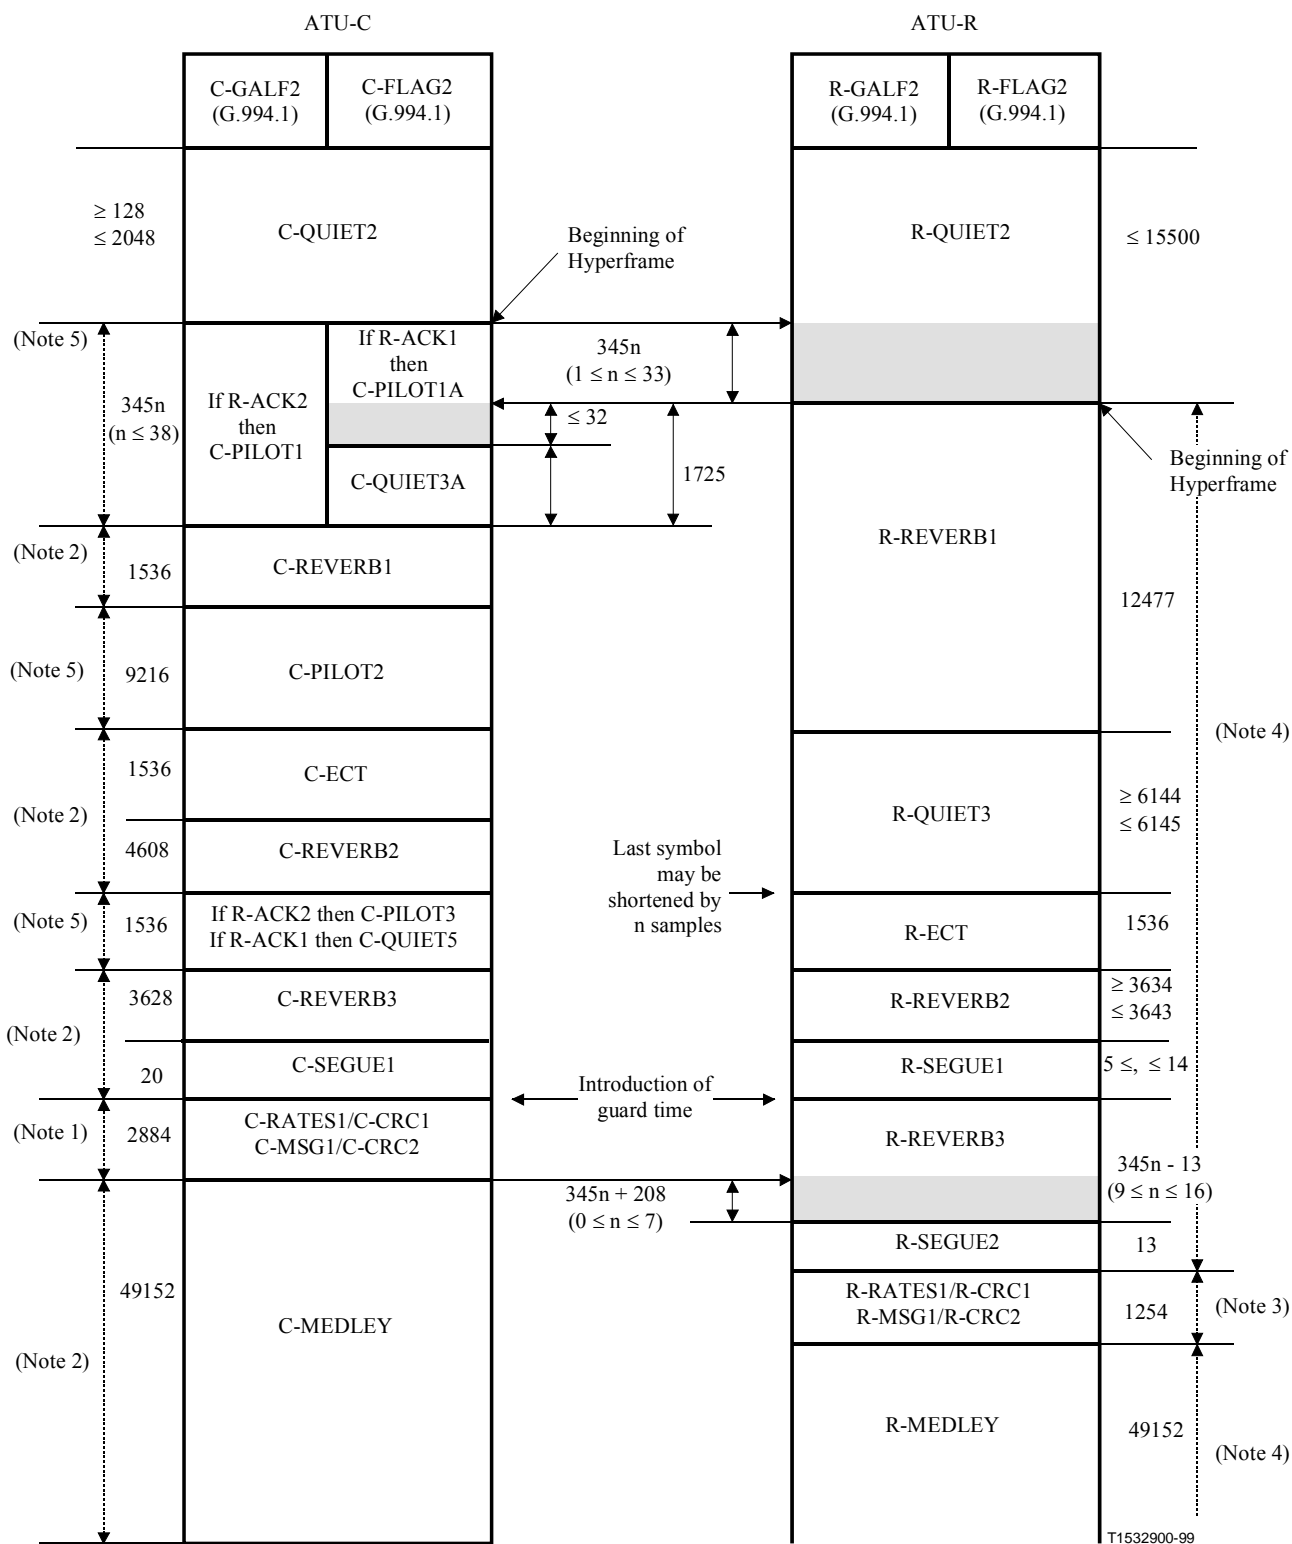 ATU-C
ATU-R
C-GALF2
(G.994.1)
C-FLAG2
(G.994.1)
R-GALF2
(G.994.1)
R-FLAG2
(G.994.1)
≥ 128
≤ 2048
C-QUIET2
Beginning of
Hyperframe
R-QUIET2
≤ 15500
(Note 5)
345n
(n ≤ 38)
If R-ACK2
then
C-PILOT1
If R-ACK1
then
C-PILOT1A
345n
(1 ≤ n ≤ 33)
≤ 32
C-QUIET3A
1725
Beginning of
Hyperframe
(Note 2)
1536
C-REVERB1
R-REVERB1
12477
(Note 5)
9216
C-PILOT2
(Note 4)
1536
C-ECT
(Note 2)
4608
C-REVERB2
R-QUIET3
≥ 6144
≤ 6145
Last symbol
may be
shortened by
n samples
(Note 5)
1536
If R-ACK2 then C-PILOT3
If R-ACK1 then C-QUIET5
R-ECT
1536
3628
C-REVERB3
R-REVERB2
≥ 3634
≤ 3643
(Note 2)
20
C-SEGUE1
R-SEGUE1
5 ≤, ≤ 14
Introduction of
guard time
(Note 1)
2884
C-RATES1/C-CRC1
C-MSG1/C-CRC2
R-REVERB3
345n - 13
(9 ≤ n ≤ 16)
345n + 208
(0 ≤ n ≤ 7)
R-SEGUE2
13
49152
C-MEDLEY
(Note 2)
R-RATES1/R-CRC1
R-MSG1/R-CRC2
1254
(Note 3)
R-MEDLEY
49152
(Note 4)
T1532900-99